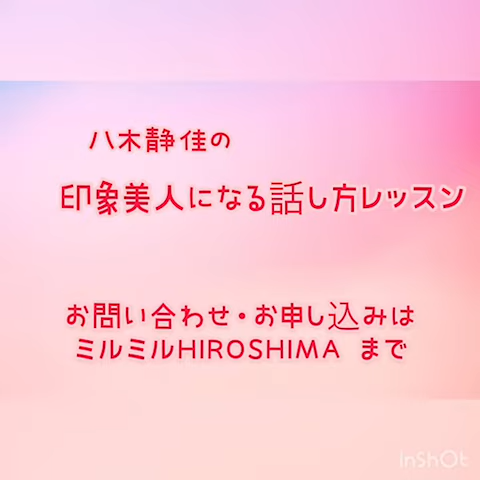 八木静佳の
印象美人になる話し方レッスン
お問い合わせ・お申し込みは
ミルミルHIROSHIMA まで
InShOt